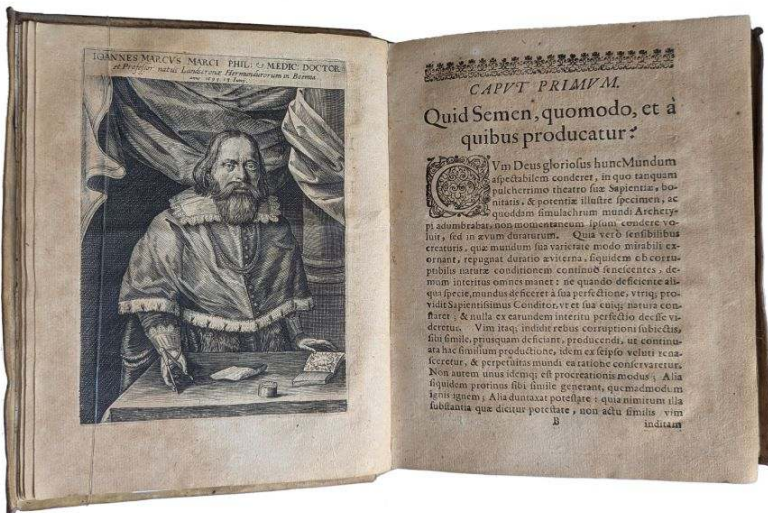 IOANNES MARCVS MARCI PHIL: & MEDIC: DOCTOR
et Profeſſor natus Landſcronæ Hermundurorum in Boemia
CAPVT PRIMVM.
Quid Semen, quomodo, et à
quibus producatur?
CVm Deus glorioſus hunc Mundum
aſpectabilem conderet, in quo tanquam
pulcherrimo theatro ſuæ Sapientiæ, bo-
nitatis, & potentiæ illuſtre ſpecimen, ac
quoddam ſimulachrum mundi Archety-
pi adumbrabat, non momentaneum ipſum condere vo-
luit, ſed in ævum duraturum. Quia verò ſenſibilibus
creaturis, quæ mundum ſua varietate modo mirabili ex-
ornant, repugnat duratio æviterna, ſiquidem ob corru-
ptibilis naturæ conditionem continuò ſeneſcentes, de-
mum interitus omnes manet: ne quando deficiente ali-
qua ſpecie, mundus deficeret à ſua perfectione, vtriq; pro-
vidit Sapientiſsimus Conditor, vt et ſua cuiq; natura con-
ſtaret; & nulla ex earundem interitu perfectio deeſſe vi-
deretur. Vim itaq; indidit rebus corruptioni ſubiectis,
ſibi ſimile, priuſquam deficiant, producendi, ut continu-
ata hac ſimilium productione, idem ex ſeipſo veluti rena-
ſceretur, & perpetuitas mundi ea ratione conſervaretur.
Non autem unus idemq; eſt procreationis modus; Alia
ſiquidem protinus ſibi ſimile generant, quemadmodum
ignis ignem; Alia duntaxat poteſtate: quia nimirum illa
ſubſtantia quæ dicitur poteſtate, non actu ſimilis vim
B
inditam